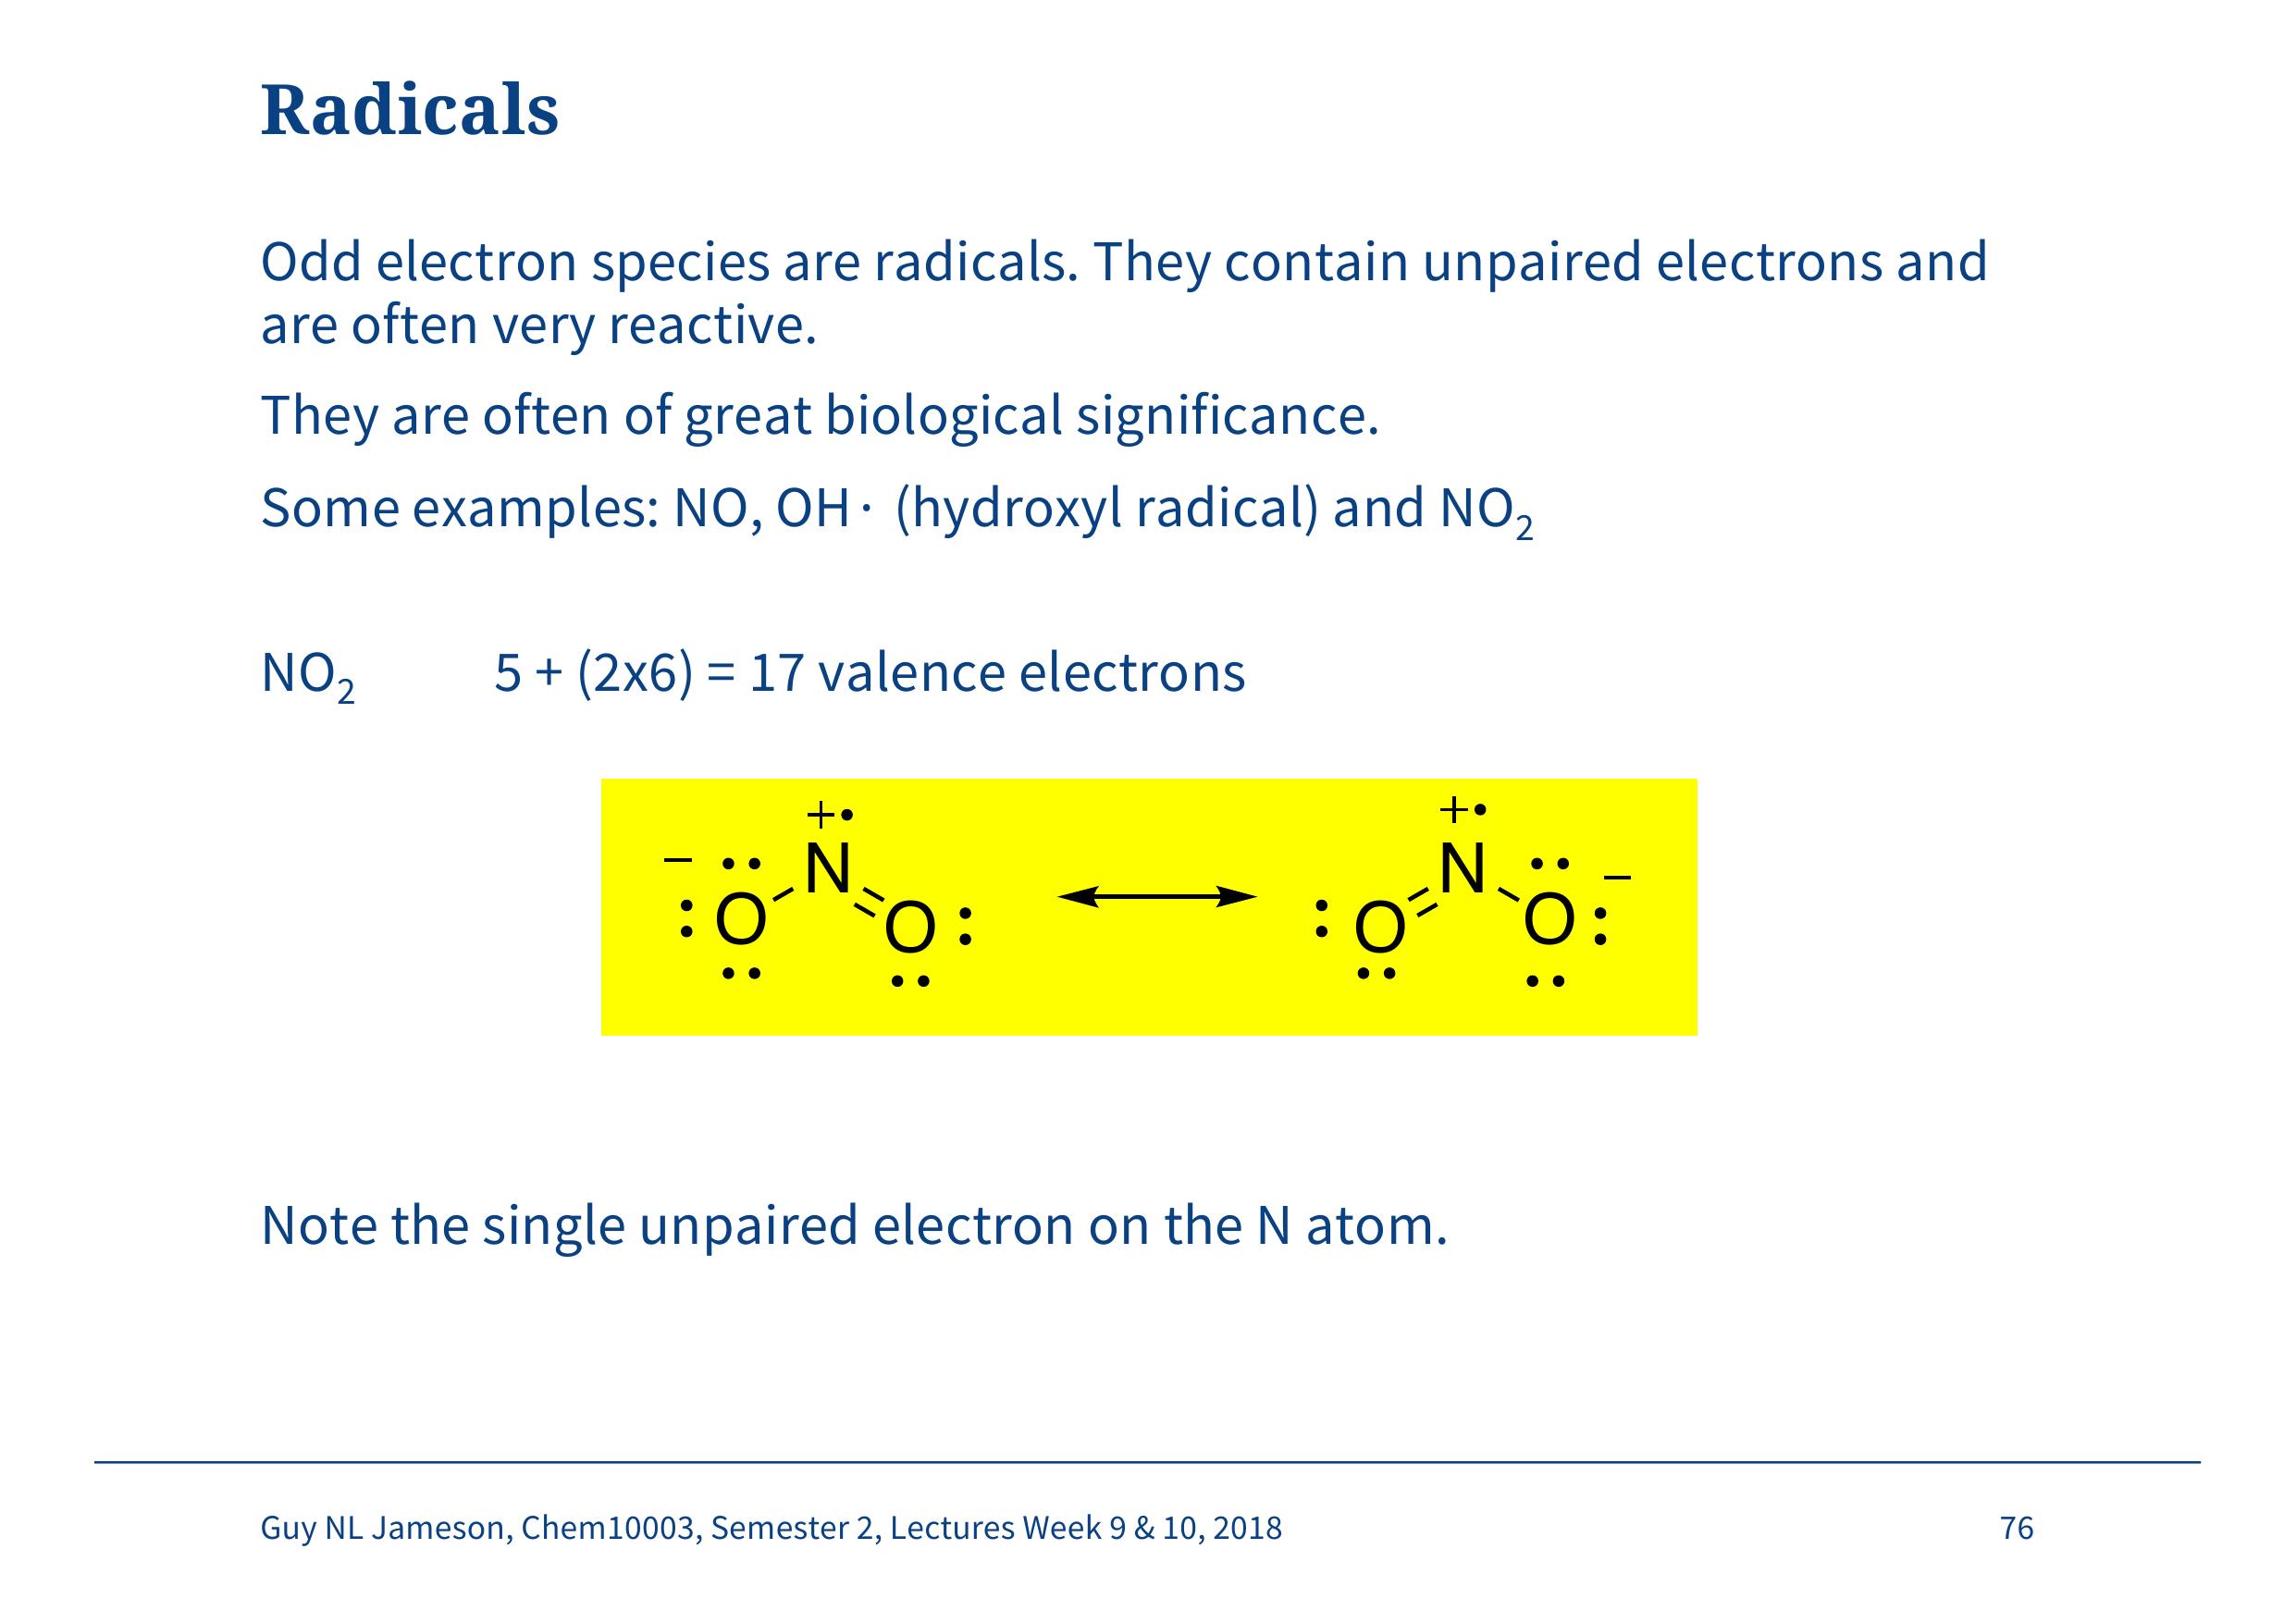 Radicals
Odd electron species are radicals. They contain unpaired electrons and
are often very reactive.
They are often of great biological significance.
Some examples: NO, OH· (hydroxyl radical) and NO₂
NO₂ 5 + (2x6) = 17 valence electrons
+• +•
− N N −
O O O O
Note the single unpaired electron on the N atom.
Guy NL Jameson, Chem10003, Semester 2, Lectures Week 9 & 10, 2018 76